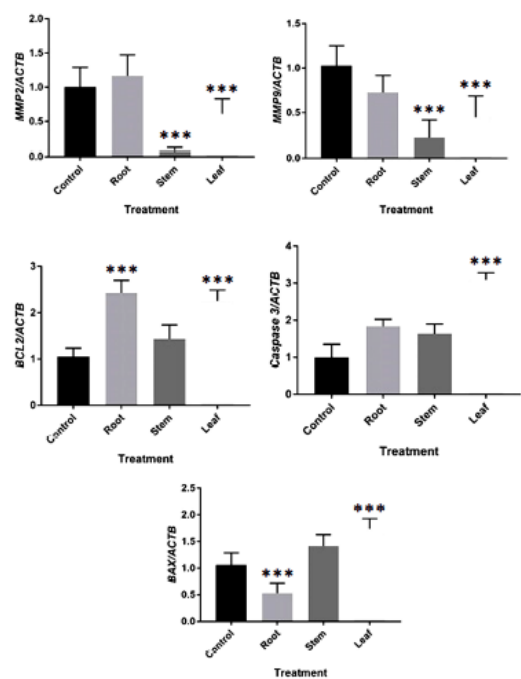 MMP2/ACTB
1.5
1.0
0.5
0.0
***
***
Control
Root
Stem
Leaf
Treatment
MMP9/ACTB
1.5
1.0
0.5
0.0
***
***
Control
Root
Stem
Leaf
Treatment
BCL2/ACTB
3
2
1
0
***
***
Control
Root
Stem
Leaf
Treatment
Caspase 3/ACTB
4
3
2
1
0
***
Control
Root
Stem
Leaf
Treatment
BAX/ACTB
2.5
2.0
1.5
1.0
0.5
0.0
***
***
Control
Root
Stem
Leaf
Treatment